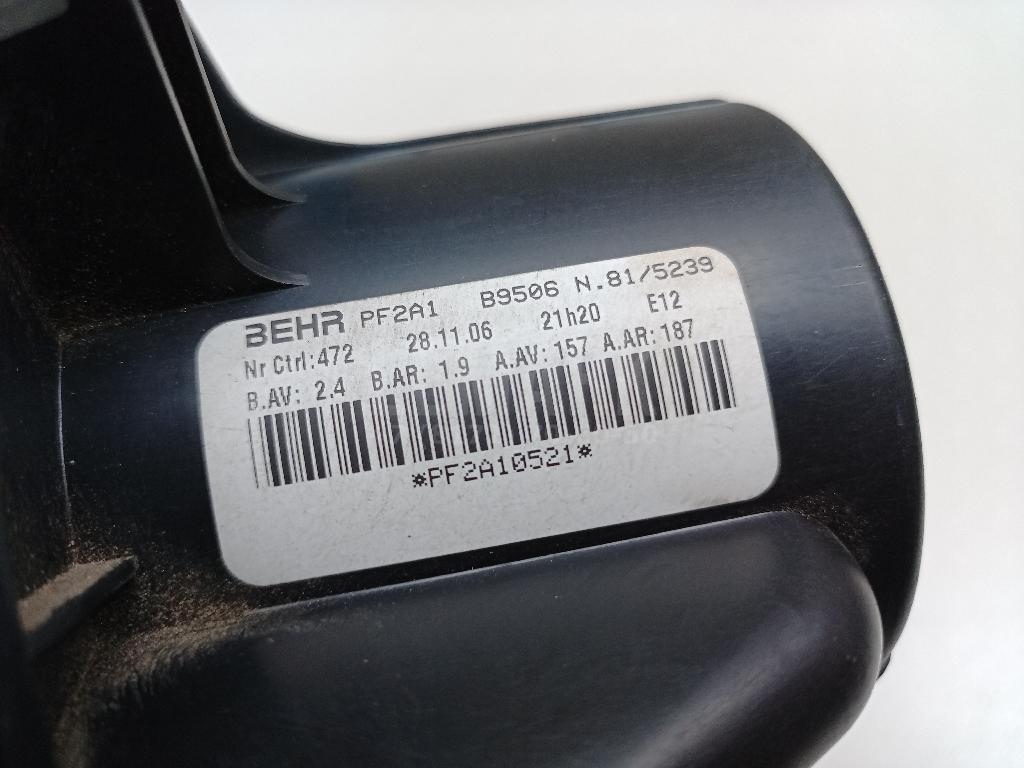 BEHR PF2A1 B9506 N.81/5239
Nr Ctrl:472 28.11.06 21h20 E12
B.AV: 2.4 B.AR: 1.9 A.AV:157 A.AR:187
*PF2A10521*